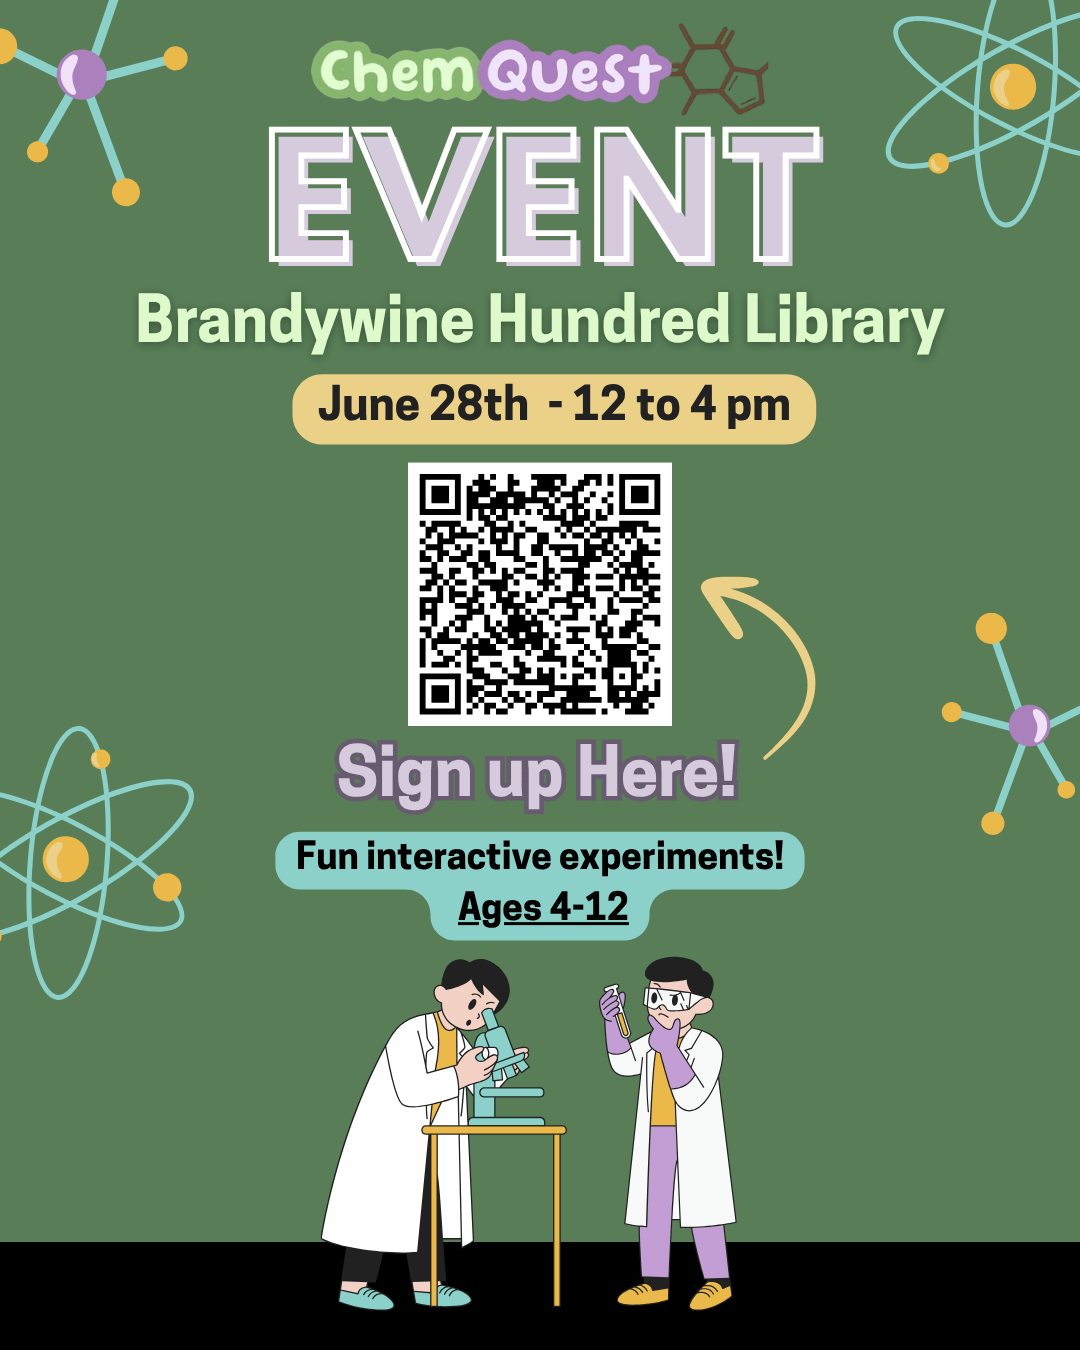 ChemQuest
EVENT
Brandywine Hundred Library
June 28th - 12 to 4 pm
Sign up Here!
Fun interactive experiments!
Ages 4-12